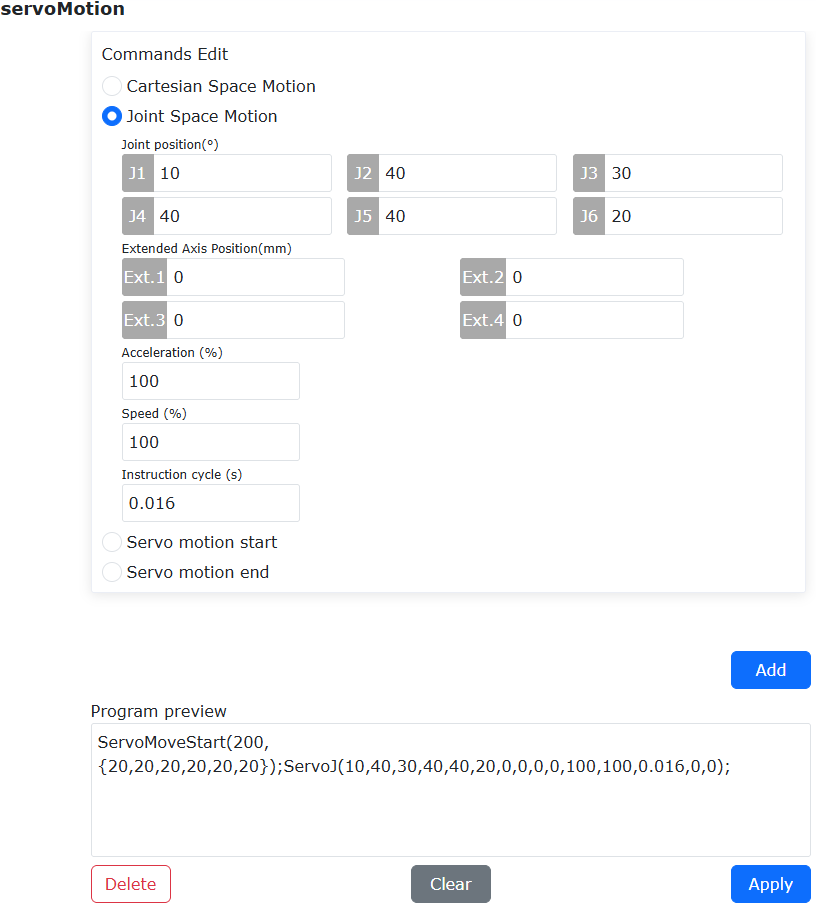 servoMotion
Commands Edit
Cartesian Space Motion
Joint Space Motion
Joint position(°)
J1 10 J2 40 J3 30
J4 40 J5 40 J6 20
Extended Axis Position(mm)
Ext.1 0 Ext.2 0
Ext.3 0 Ext.4 0
Acceleration (%)
100
Speed (%)
100
Instruction cycle (s)
0.016
Servo motion start
Servo motion end
Add
Program preview
ServoMoveStart(200,
{20,20,20,20,20,20});ServoJ(10,40,30,40,40,20,0,0,0,0,100,100,0.016,0,0);
Delete Clear Apply